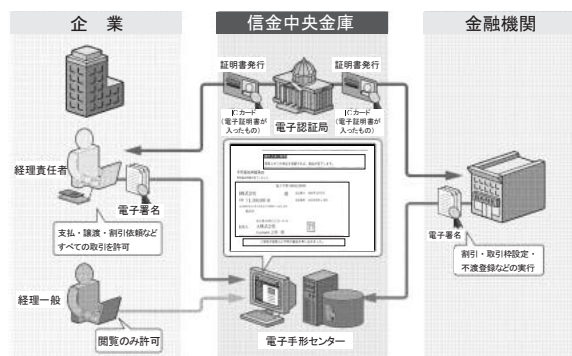 企　業
信金中央金庫
金融機関
証明書発行
証明書発行
ICカード
(電子証明書が
入ったもの)
電子認証局
ICカード
(電子証明書が
入ったもの)
経理責任者
電子署名
支払・譲渡・割引依頼など
すべての取引を許可
電子署名
割引・取引枠設定・
不渡登録などの実行
経理一般
閲覧のみ許可
電子手形センター